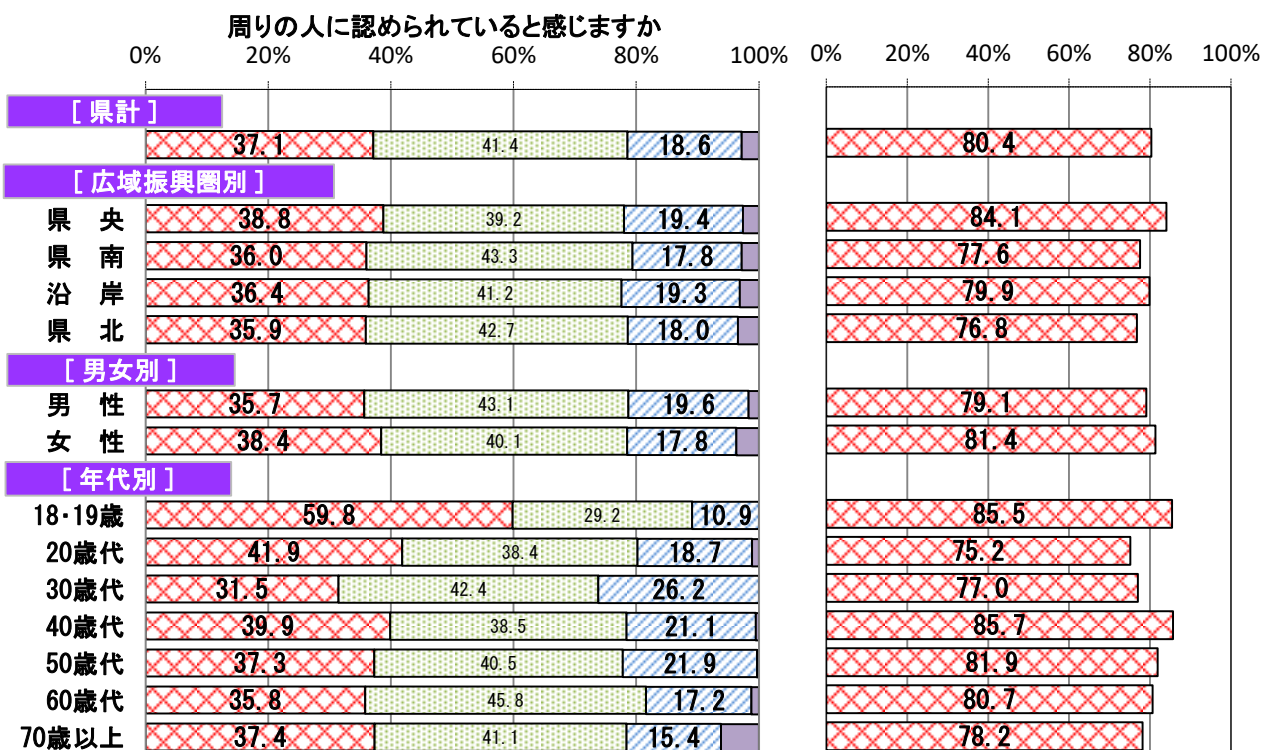 周りの人に認められていると感じますか
0% 20% 40% 60% 80% 100% 0% 20% 40% 60% 80% 100%
[ 県計 ]
37.1 41.4 18.6 80.4
[ 広域振興圏別 ]
県 央 38.8 39.2 19.4 84.1
県 南 36.0 43.3 17.8 77.6
沿 岸 36.4 41.2 19.3 79.9
県 北 35.9 42.7 18.0 76.8
[ 男女別 ]
男 性 35.7 43.1 19.6 79.1
女 性 38.4 40.1 17.8 81.4
[ 年代別 ]
18・19歳 59.8 29.2 10.9 85.5
20歳代 41.9 38.4 18.7 75.2
30歳代 31.5 42.4 26.2 77.0
40歳代 39.9 38.5 21.1 85.7
50歳代 37.3 40.5 21.9 81.9
60歳代 35.8 45.8 17.2 80.7
70歳以上 37.4 41.1 15.4 78.2